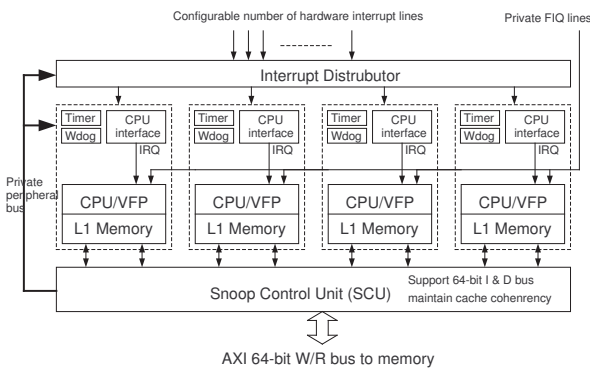 Configurable number of hardware interrupt lines
Private FIQ lines
Interrupt Distrubutor
Timer
Wdog
CPU
interface
IRQ
Timer
Wdog
CPU
interface
IRQ
Timer
Wdog
CPU
interface
IRQ
Timer
Wdog
CPU
interface
IRQ
Private
peripheral
bus
CPU/VFP
L1 Memory
CPU/VFP
L1 Memory
CPU/VFP
L1 Memory
CPU/VFP
L1 Memory
Snoop Control Unit (SCU)
Support 64-bit I & D bus
maintain cache cohenrency
AXI 64-bit W/R bus to memory